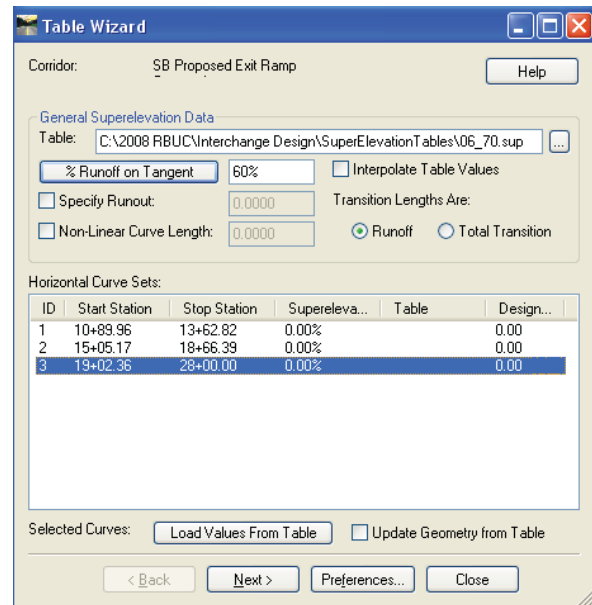 Table Wizard
Corridor: SB Proposed Exit Ramp
Help
General Superelevation Data
Table: C:\2008 RBUC\Interchange Design\SuperElevationTables\06_70.sup ...
% Runoff on Tangent 60% Interpolate Table Values
Specify Runout: 0.0000 Transition Lengths Are:
Non-Linear Curve Length: 0.0000 Runoff Total Transition
Horizontal Curve Sets:
ID Start Station Stop Station Supereleva... Table Design...
1 10+89.96 13+62.82 0.00% 0.00
2 15+05.17 18+66.39 0.00% 0.00
3 19+02.36 28+00.00 0.00% 0.00
Selected Curves: Load Values From Table Update Geometry from Table
< Back Next > Preferences... Close